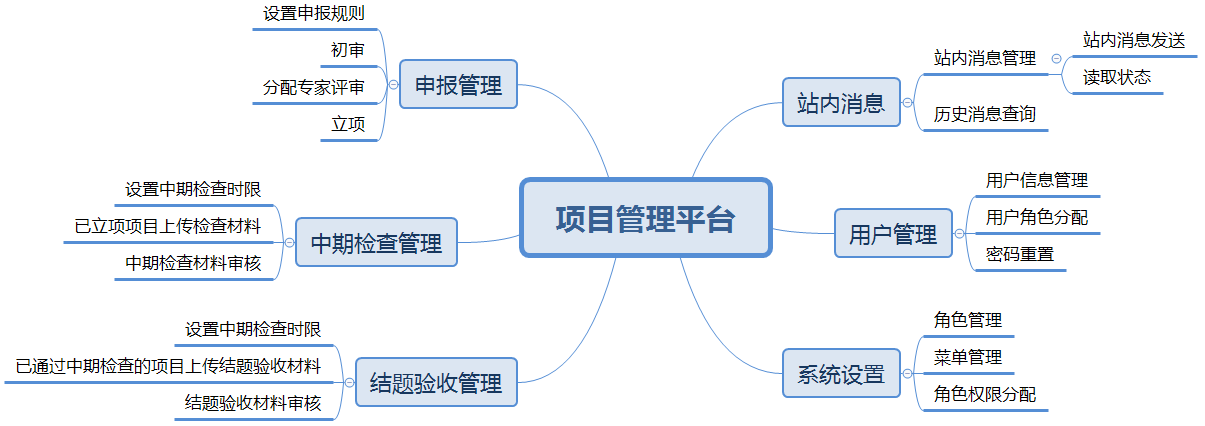 项目管理平台
申报管理
设置申报规则
初审
分配专家评审
立项
中期检查管理
设置中期检查时限
已立项项目上传检查材料
中期检查材料审核
结题验收管理
设置中期检查时限
已通过中期检查的项目上传结题验收材料
结题验收材料审核
站内消息
站内消息管理
站内消息发送
读取状态
历史消息查询
用户管理
用户信息管理
用户角色分配
密码重置
系统设置
角色管理
菜单管理
角色权限分配